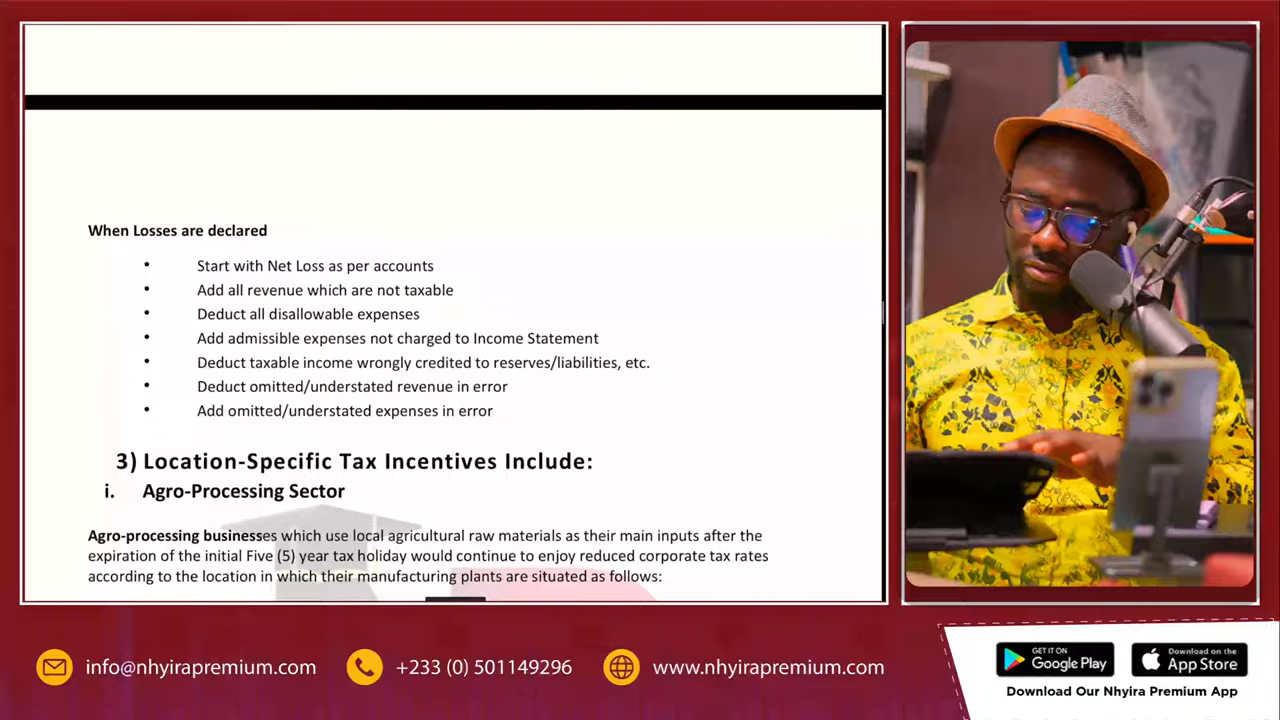 When Losses are declared
• Start with Net Loss as per accounts
• Add all revenue which are not taxable
• Deduct all disallowable expenses
• Add admissible expenses not charged to Income Statement
• Deduct taxable income wrongly credited to reserves/liabilities, etc.
• Deduct omitted/understated revenue in error
• Add omitted/understated expenses in error
3) Location-Specific Tax Incentives Include:
i. Agro-Processing Sector
Agro-processing businesses which use local agricultural raw materials as their main inputs after the
expiration of the initial Five (5) year tax holiday would continue to enjoy reduced corporate tax rates
according to the location in which their manufacturing plants are situated as follows:
info@nhyirapremium.com
+233 (0) 501149296
www.nhyirapremium.com
GET IT ON
Google Play
Download on the
App Store
Download Our Nhyira Premium App